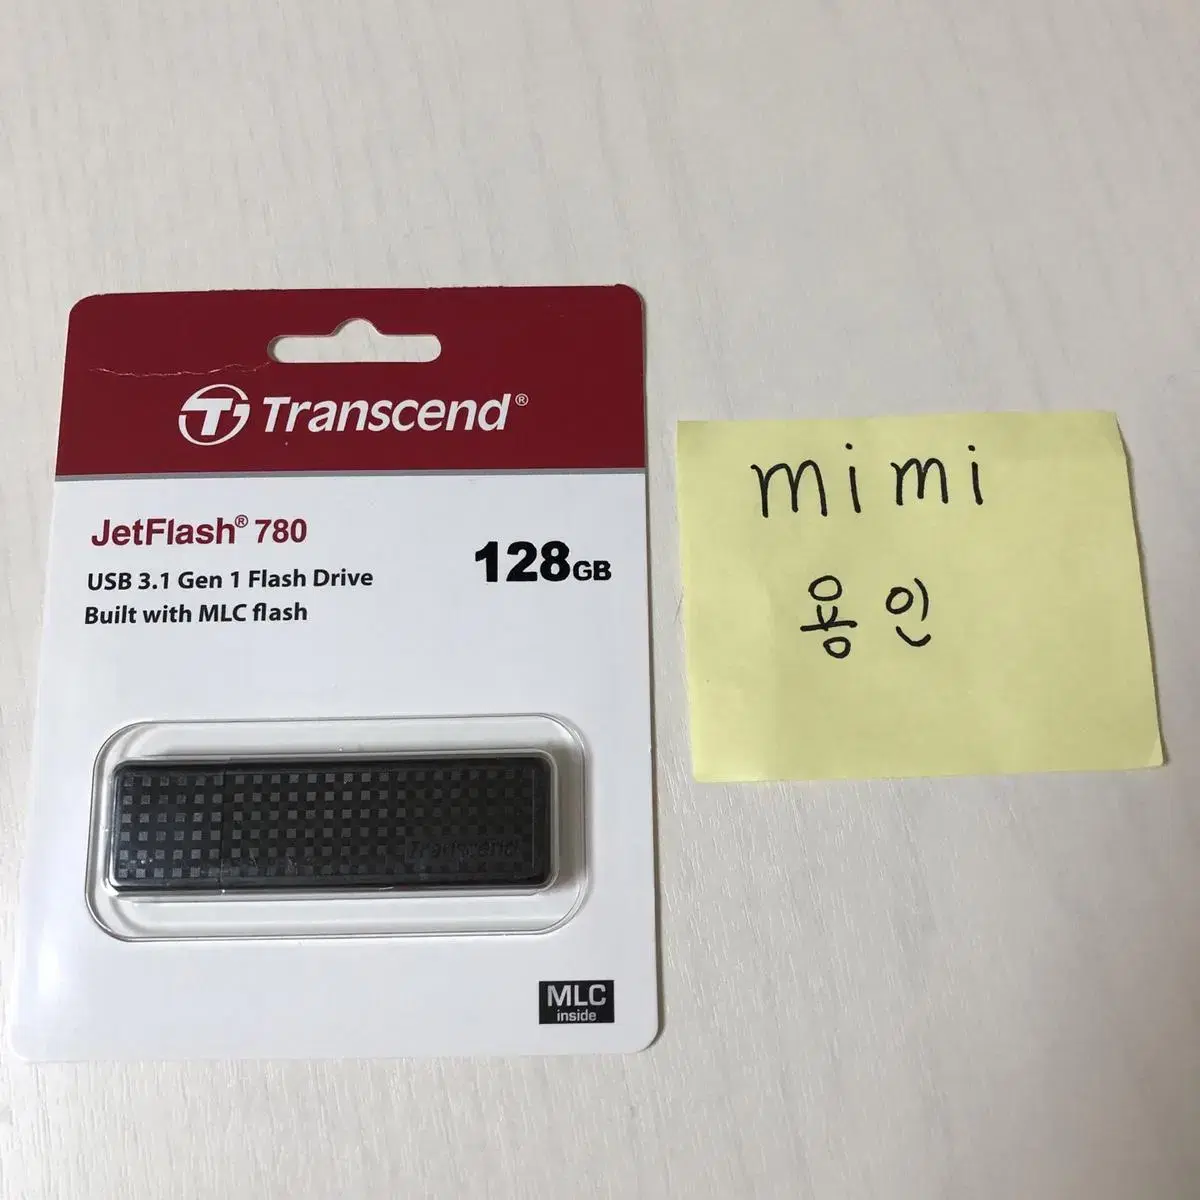 Transcend®
JetFlash® 780
128GB
USB 3.1 Gen 1 Flash Drive
Built with MLC flash
Transcend
MLC
inside
mimi
용인